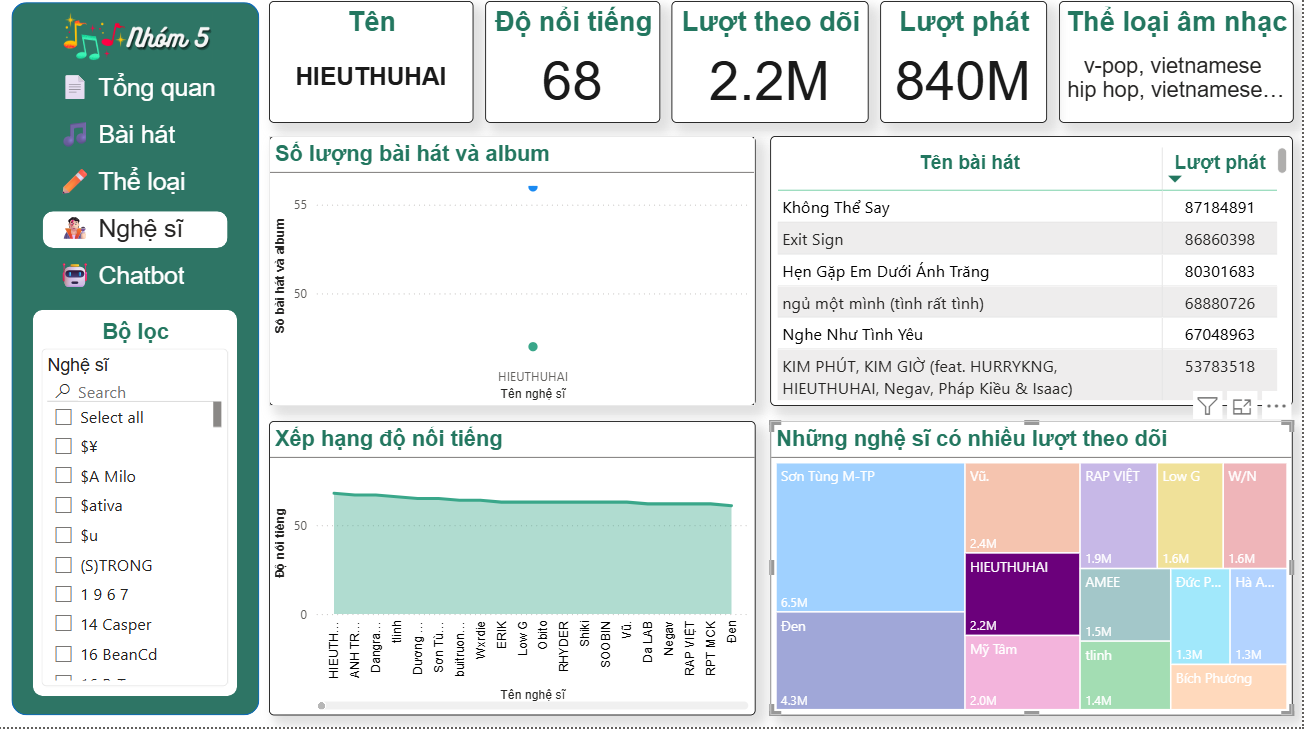 Nhóm 5
Tổng quan
Bài hát
Thể loại
Nghệ sĩ
Chatbot
Bộ lọc
Nghệ sĩ
Search
Select all
$¥
$A Milo
$ativa
$u
(S)TRONG
1 9 6 7
14 Casper
16 BeanCd
Tên
HIEUTHUHAI
Độ nổi tiếng
68
Lượt theo dõi
2.2M
Lượt phát
840M
Thể loại âm nhạc
v-pop, vietnamese
hip hop, vietnamese…
Số lượng bài hát và album
Số bài hát và album
55
50
HIEUTHUHAI
Tên nghệ sĩ
Tên bài hát Lượt phát
Không Thể Say 87184891
Exit Sign 86860398
Hẹn Gặp Em Dưới Ánh Trăng 80301683
ngủ một mình (tình rất tình) 68880726
Nghe Như Tình Yêu 67048963
KIM PHÚT, KIM GIỜ (feat. HURRYKNG, 53783518
HIEUTHUHAI, Negav, Pháp Kiều & Isaac)
Xếp hạng độ nổi tiếng
Độ nổi tiếng
50
0
HIEUTH…
ANH TR…
Dangra…
tlinh
Dương …
Sơn Tù…
buitruon…
Wxrdie
ERIK
Low G
Obito
RHYDER
Shiki
SOOBIN
Vũ.
Da LAB
Negav
RAP VIỆT
RPT MCK
Đen
Tên nghệ sĩ
Những nghệ sĩ có nhiều lượt theo dõi
Sơn Tùng M-TP
6.5M
Đen
4.3M
Vũ.
2.4M
HIEUTHUHAI
2.2M
Mỹ Tâm
2.0M
RAP VIỆT
1.9M
Low G
1.6M
W/N
1.6M
AMEE
1.5M
tlinh
1.4M
Đức P…
1.3M
Hà A…
1.3M
Bích Phương